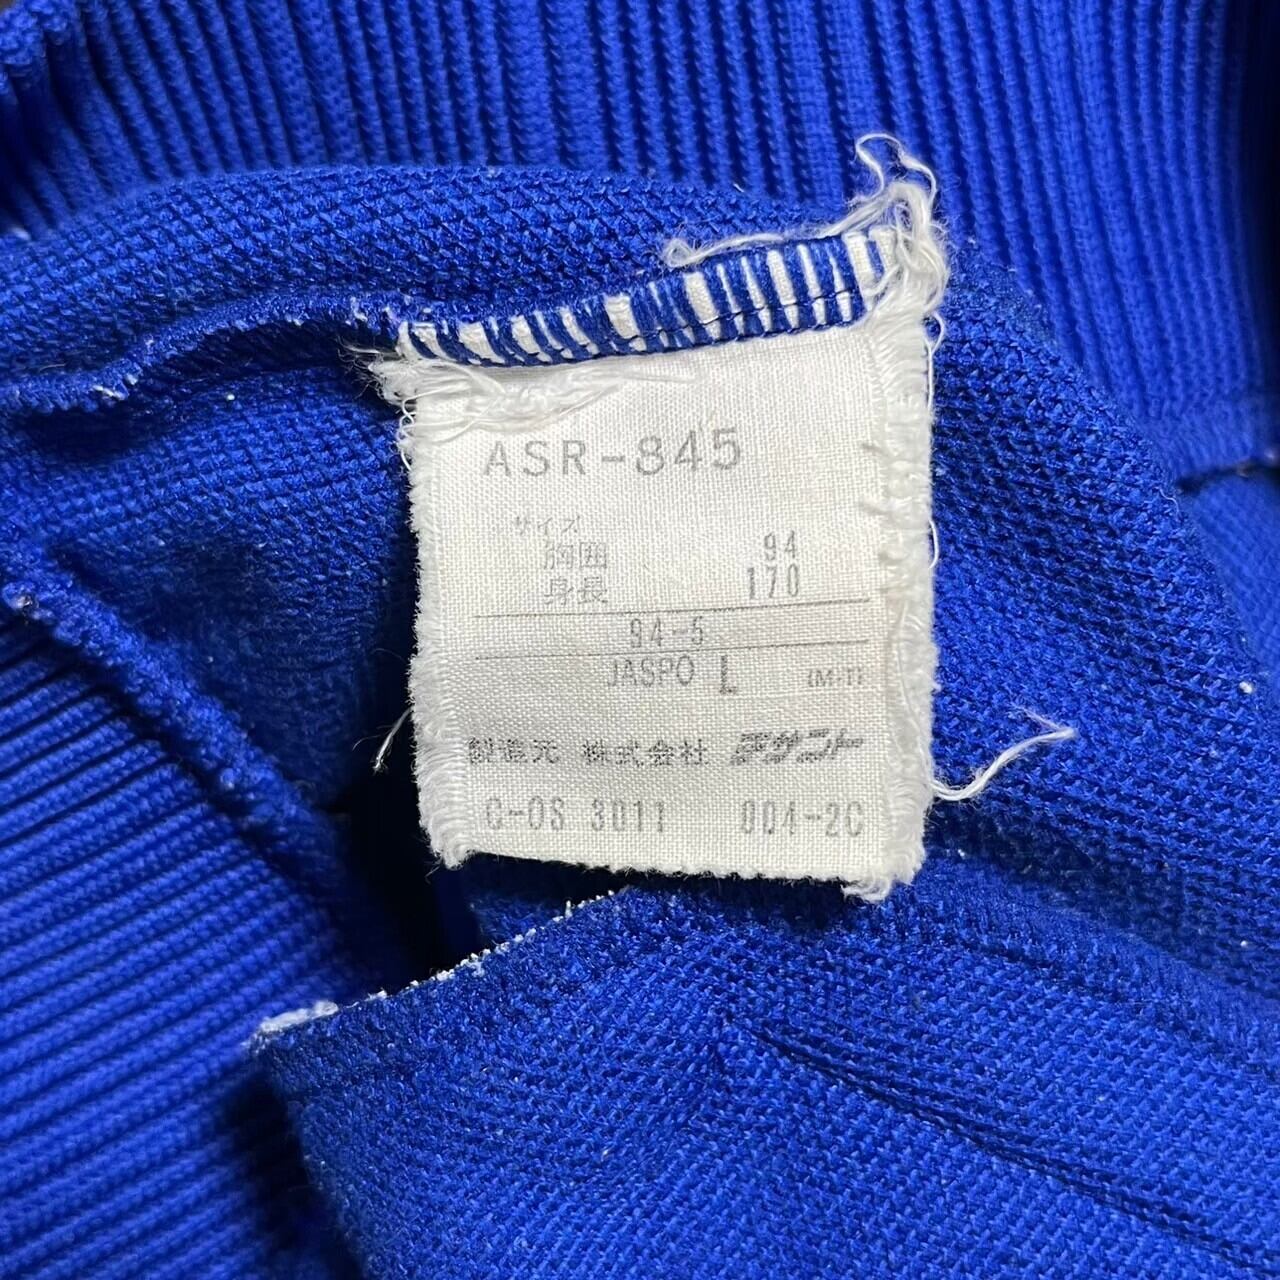 ASR-845
サイズ
胸囲 94
身長 170
94-5
JASPO L (M-T)
製造元 株式会社 デサント
C-OS 3011 004-2C